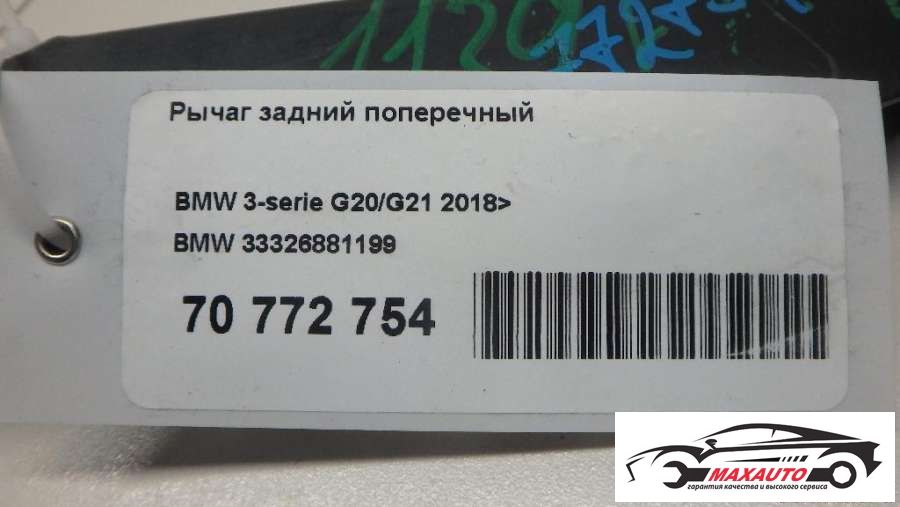 1129
Рычаг задний поперечный
BMW 3-serie G20/G21 2018>
BMW 33326881199
70 772 754
MAXAUTO
гарантия качества и высокого сервиса